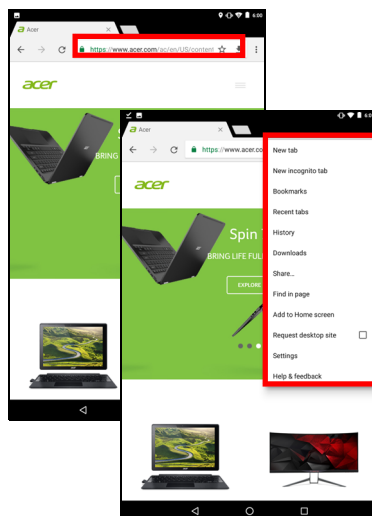 6:00
Acer
https://www.acer.com/ac/en/US/content
acer
S
BRING
6:0
Acer
https://www.acer.co
acer
Spin
BRING LIFE FUL
EXPLORE
New tab
New incognito tab
Bookmarks
Recent tabs
History
Downloads
Share...
Find in page
Add to Home screen
Request desktop site
Settings
Help & feedback